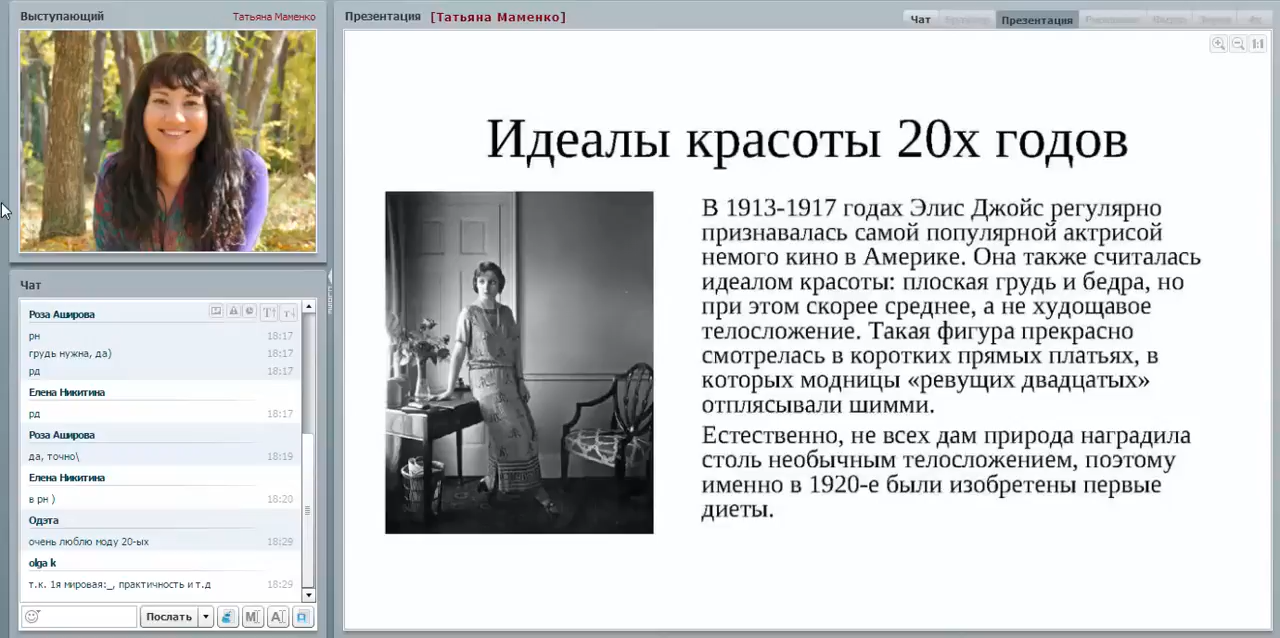 Выступающий
Татьяна Маменко
Презентация [Татьяна Маменко]
Чат
Презентация
1:1
Идеалы красоты 20х годов
В 1913-1917 годах Элис Джойс регулярно
признавалась самой популярной актрисой
немого кино в Америке. Она также считалась
идеалом красоты: плоская грудь и бедра, но
при этом скорее среднее, а не худощавое
телосложение. Такая фигура прекрасно
смотрелась в коротких прямых платьях, в
которых модницы «ревущих двадцатых»
отплясывали шимми.
Естественно, не всех дам природа наградила
столь необычным телосложением, поэтому
именно в 1920-е были изобретены первые
диеты.
Чат
Роза Аширова
рн 18:17
грудь нужна, да) 18:17
рд 18:17
Елена Никитина
рд 18:17
Роза Аширова
да, точно\ 18:19
Елена Никитина
в рн ) 18:20
Одэта
очень люблю моду 20-ых 18:29
olga k
т.к. 1я мировая:_, практичность и т.д 18:29
Послать